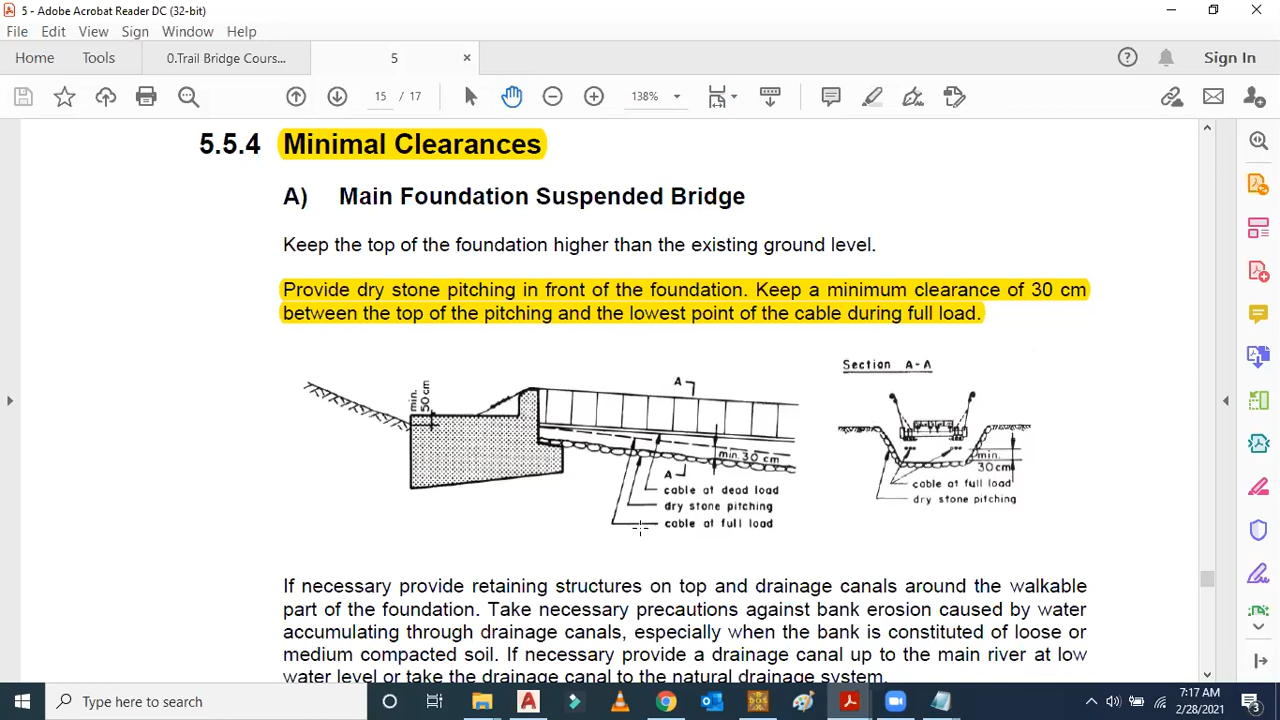 5 - Adobe Acrobat Reader DC (32-bit)
File Edit View Sign Window Help
Home Tools 0.Trail Bridge Cours... 5 × Sign In
15 / 17 138%
5.5.4 Minimal Clearances
A) Main Foundation Suspended Bridge
Keep the top of the foundation higher than the existing ground level.
Provide dry stone pitching in front of the foundation. Keep a minimum clearance of 30 cm
between the top of the pitching and the lowest point of the cable during full load.
min.
50 cm
A
min. 30 cm
A
cable at dead load
dry stone pitching
cable at full load
Section A-A
min.
30cm
cable at full load
dry stone pitching
If necessary provide retaining structures on top and drainage canals around the walkable
part of the foundation. Take necessary precautions against bank erosion caused by water
accumulating through drainage canals, especially when the bank is constituted of loose or
medium compacted soil. If necessary provide a drainage canal up to the main river at low
water level or take the drainage canal to the natural drainage system.
Type here to search
7:17 AM
2/28/2021
3